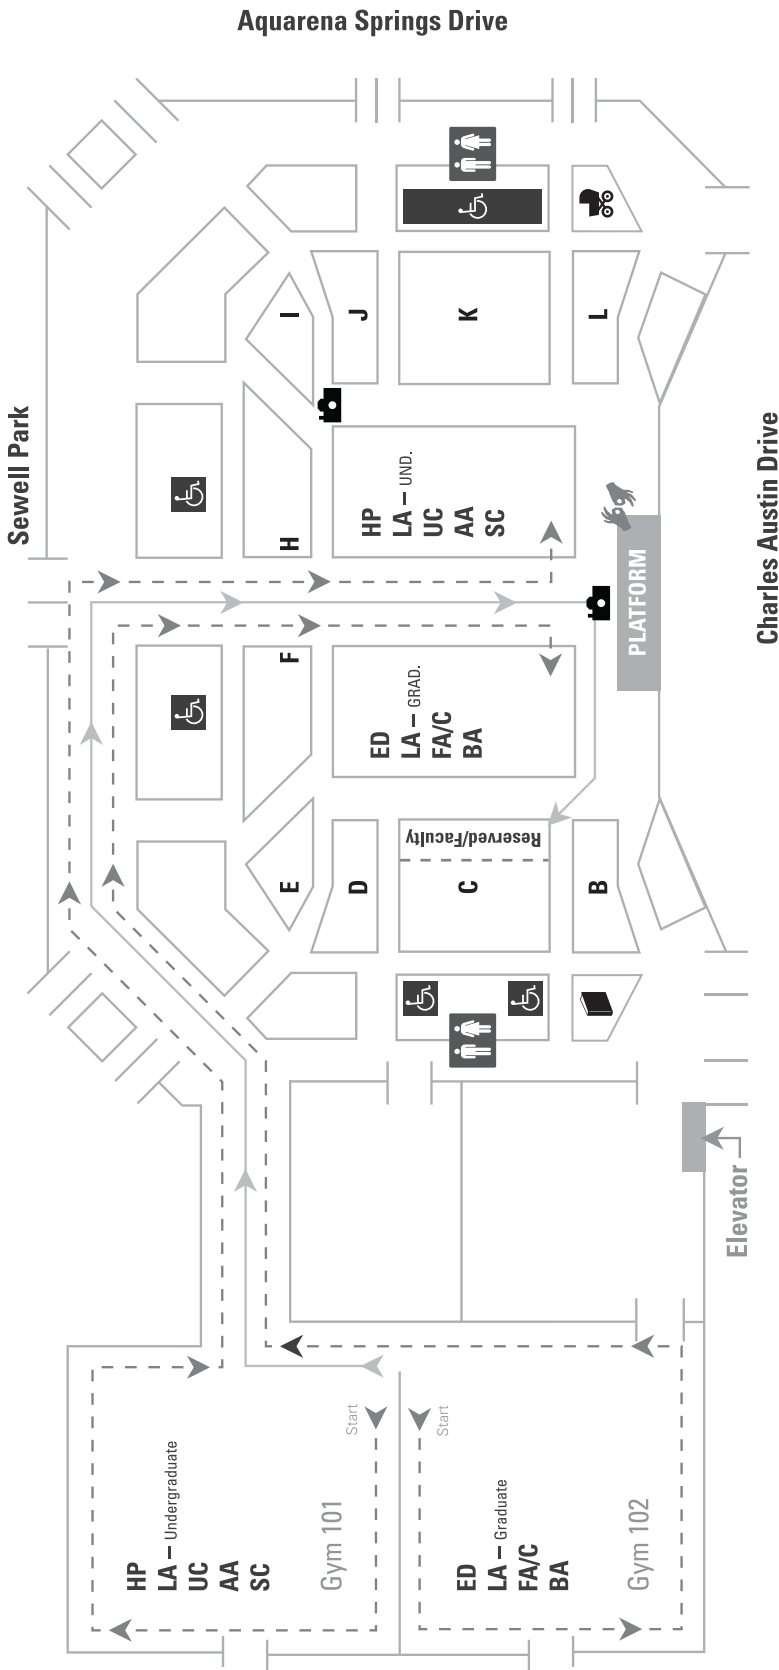 Aquarena Springs Drive
Sewell Park
Charles Austin Drive
I
J
K
L
H
HP
LA – UND.
UC
AA
SC
PLATFORM
F
ED
LA – GRAD.
FA/C
BA
E
D
Reserved/Faculty
C
B
Elevator
Start
Start
HP
LA – Undergraduate
UC
AA
SC
Gym 101
ED
LA – Graduate
FA/C
BA
Gym 102